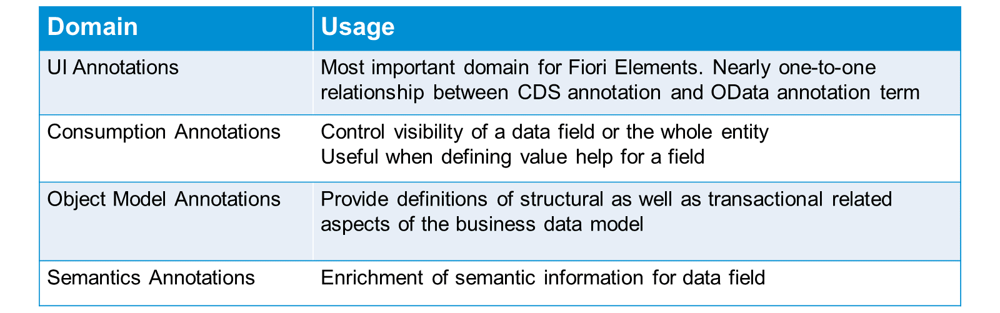 Domain
Usage
UI Annotations
Most important domain for Fiori Elements. Nearly one-to-one
relationship between CDS annotation and OData annotation term
Consumption Annotations
Control visibility of a data field or the whole entity
Useful when defining value help for a field
Object Model Annotations
Provide definitions of structural as well as transactional related
aspects of the business data model
Semantics Annotations
Enrichment of semantic information for data field